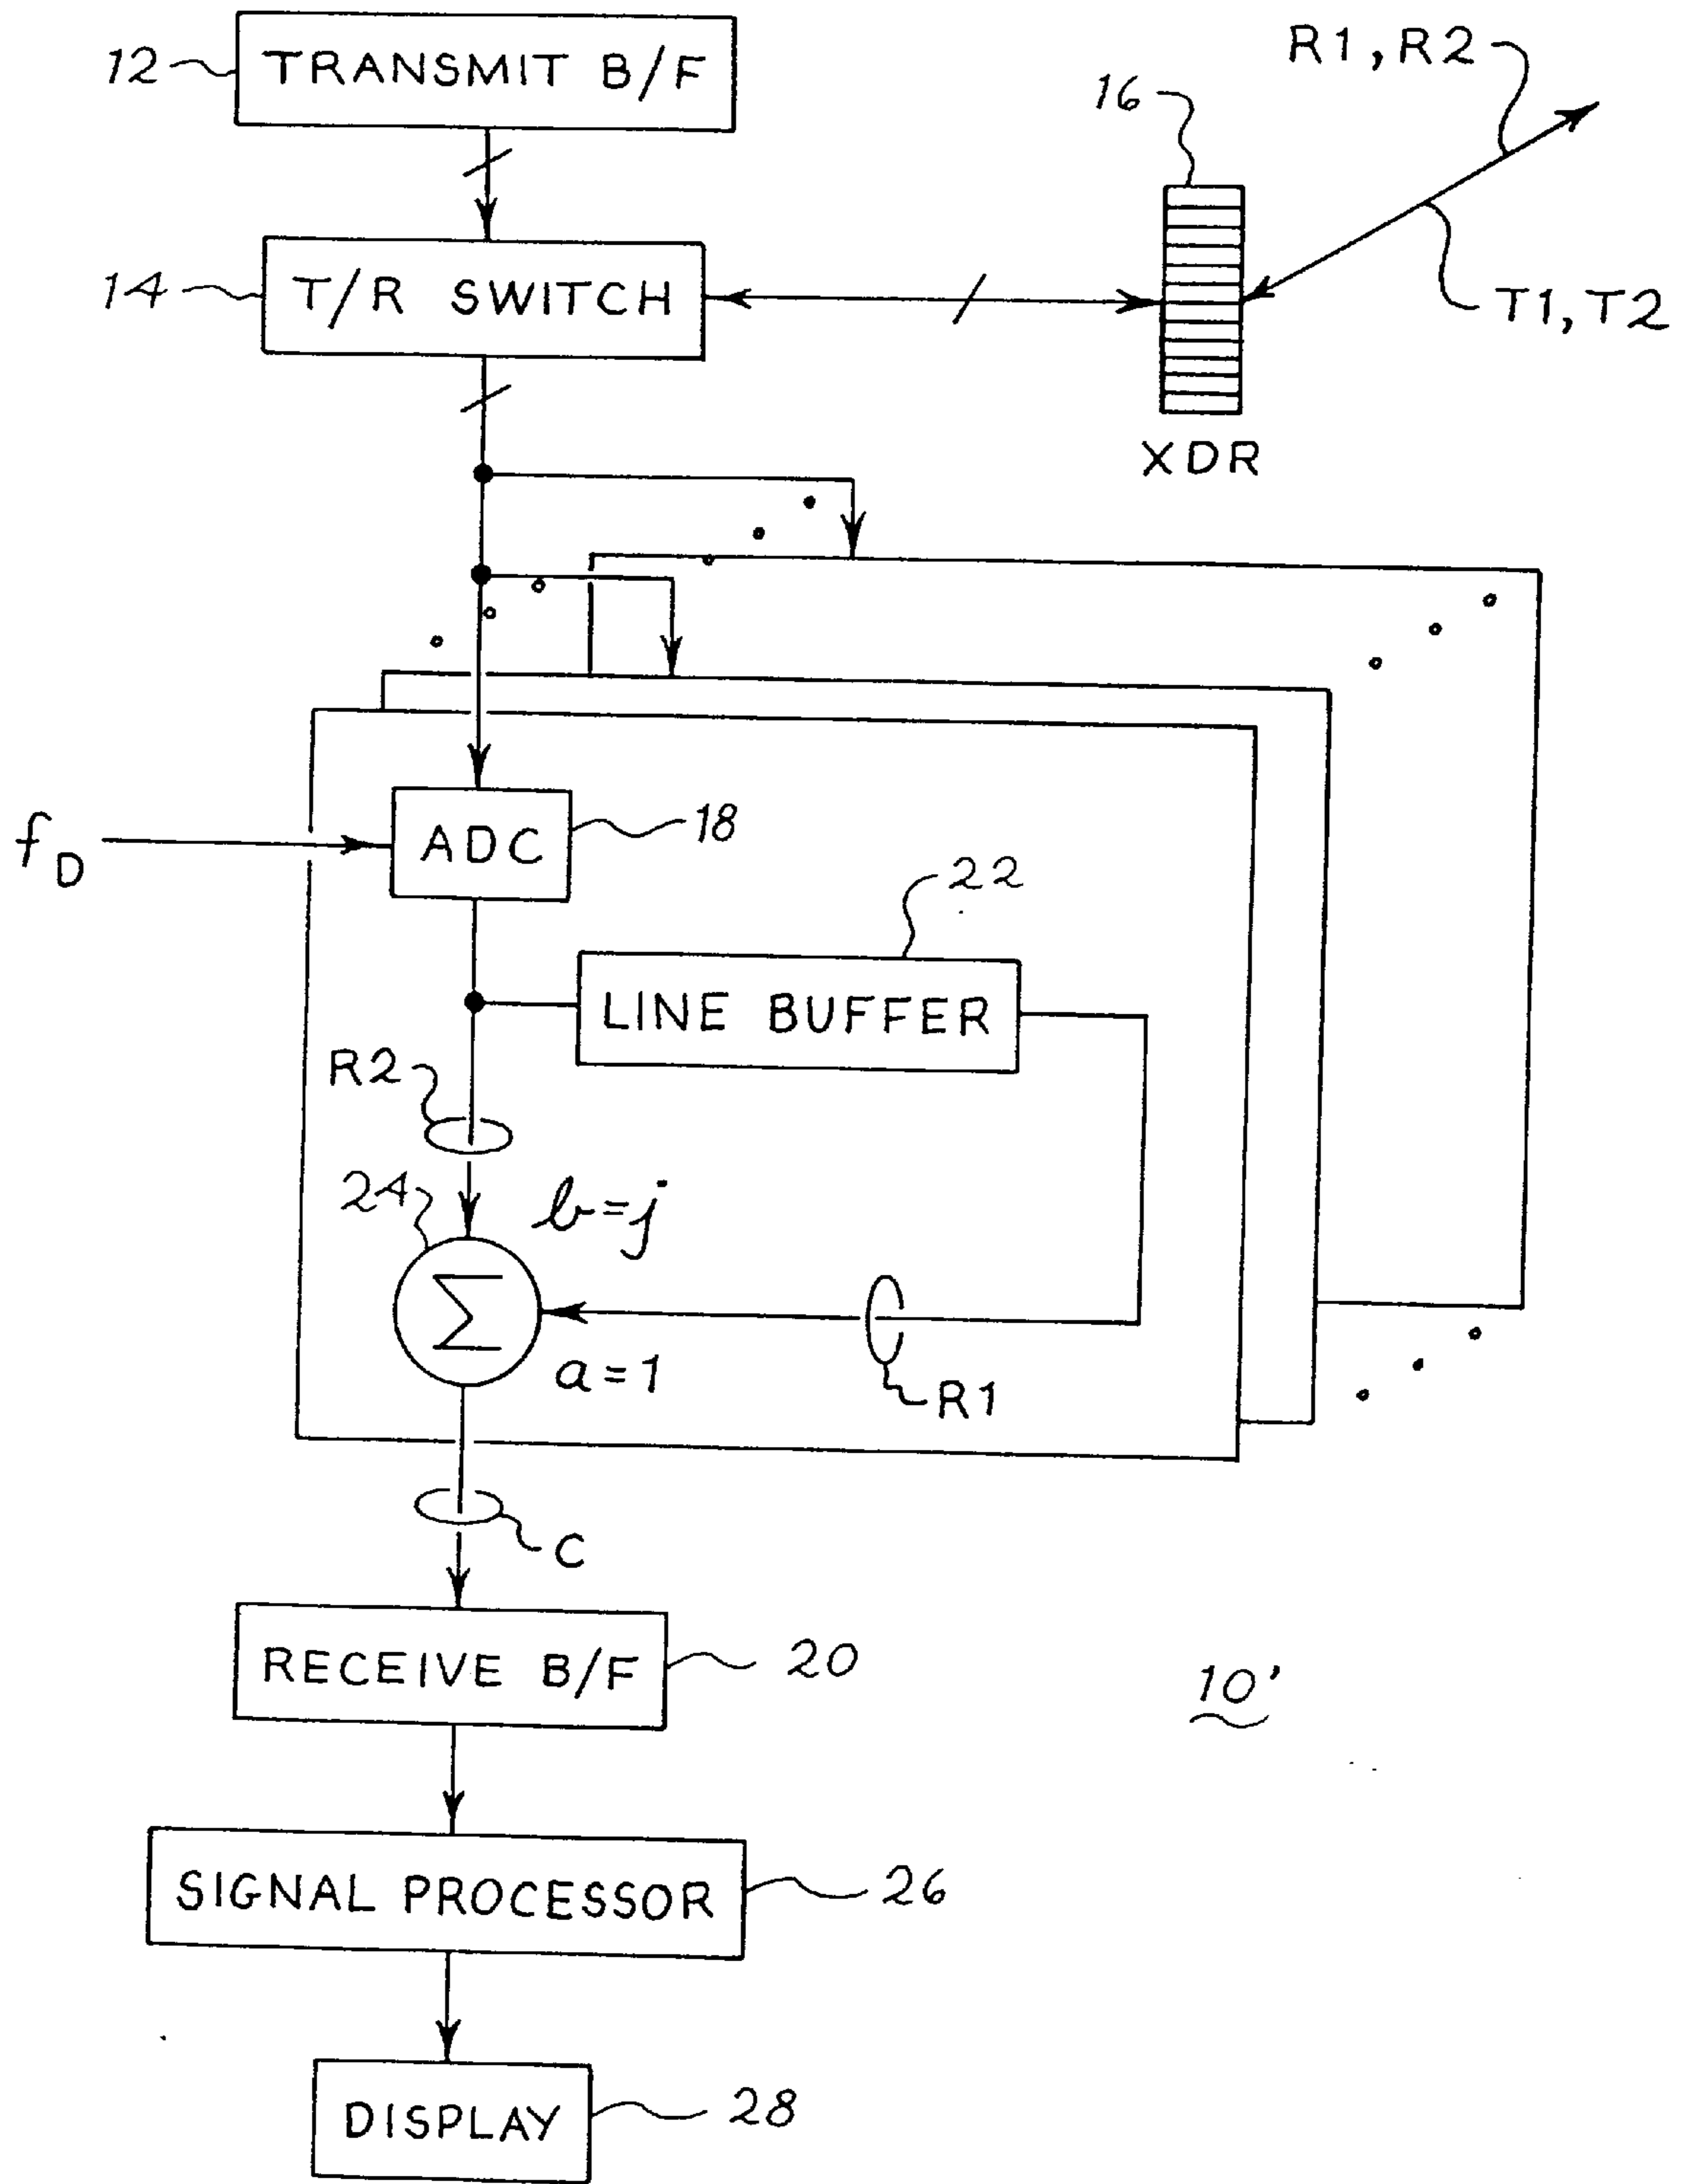 12
TRANSMIT B/F
R1, R2
16
14
T/R SWITCH
T1, T2
XDR
fD
ADC
18
22
LINE BUFFER
R2
24
b=j
Σ
a=1
R1
C
RECEIVE B/F
20
10'
SIGNAL PROCESSOR
26
DISPLAY
28